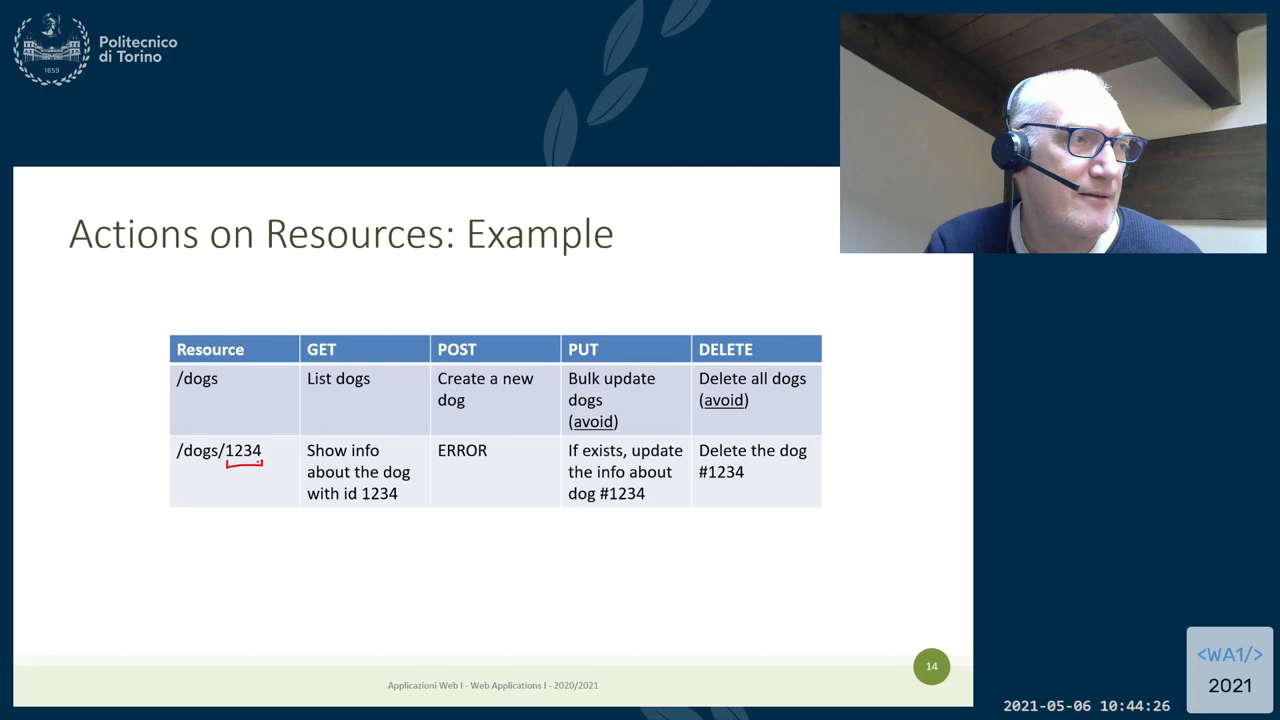 Politecnico
di Torino
1859
Actions on Resources: Example
Resource GET POST PUT DELETE
/dogs List dogs Create a new dog Bulk update dogs (avoid) Delete all dogs (avoid)
/dogs/1234 Show info about the dog with id 1234 ERROR If exists, update the info about dog #1234 Delete the dog #1234
14
Applicazioni Web I - Web Applications I - 2020/2021
<WA1/>
2021
2021-05-06 10:44:26